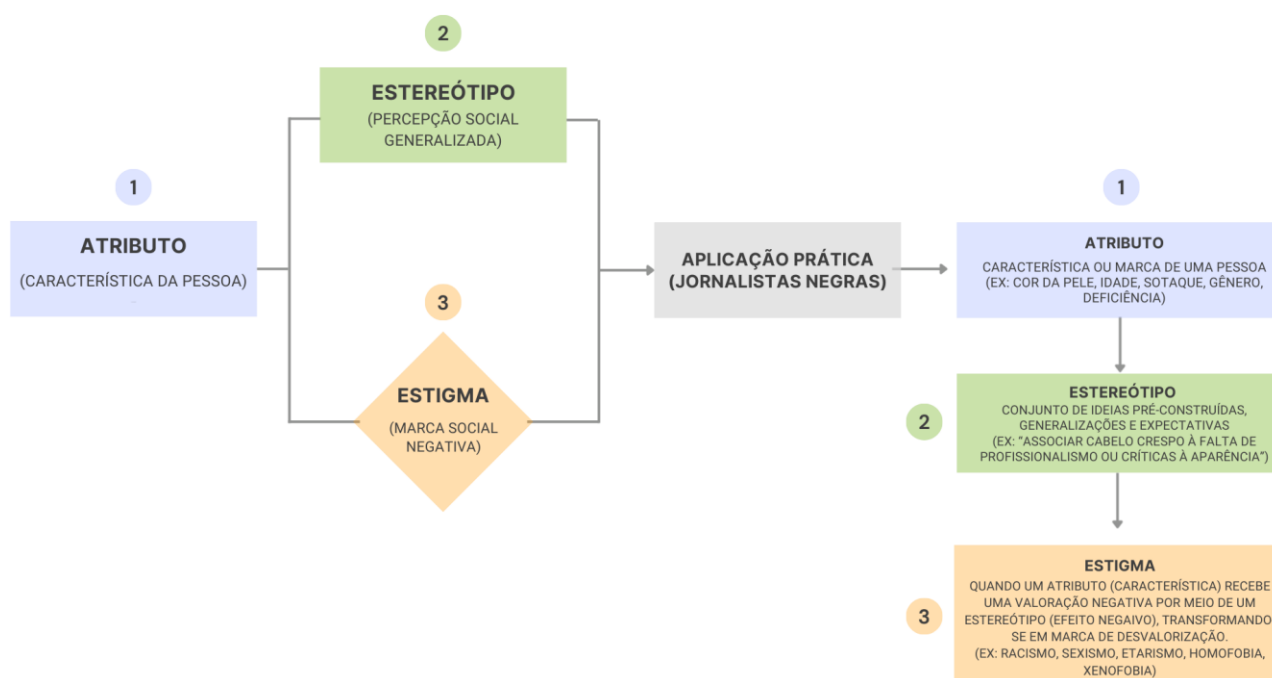 2
ESTEREÓTIPO
(PERCEPÇÃO SOCIAL
GENERALIZADA)
1
ATRIBUTO
(CARACTERÍSTICA DA PESSOA)
3
ESTIGMA
(MARCA SOCIAL
NEGATIVA)
APLICAÇÃO PRÁTICA
(JORNALISTAS NEGRAS)
1
ATRIBUTO
CARACTERÍSTICA OU MARCA DE UMA PESSOA
(EX: COR DA PELE, IDADE, SOTAQUE, GÊNERO,
DEFICIÊNCIA)
2
ESTEREÓTIPO
CONJUNTO DE IDEIAS PRÉ-CONSTRUÍDAS,
GENERALIZAÇÕES E EXPECTATIVAS
(EX: “ASSOCIAR CABELO CRESPO À FALTA DE
PROFISSIONALISMO OU CRÍTICAS À APARÊNCIA”)
3
ESTIGMA
QUANDO UM ATRIBUTO (CARACTERÍSTICA) RECEBE
UMA VALORAÇÃO NEGATIVA POR MEIO DE UM
ESTEREÓTIPO (EFEITO NEGAIVO), TRANSFORMANDO
SE EM MARCA DE DESVALORIZAÇÃO.
(EX: RACISMO, SEXISMO, ETARISMO, HOMOFOBIA,
XENOFOBIA)